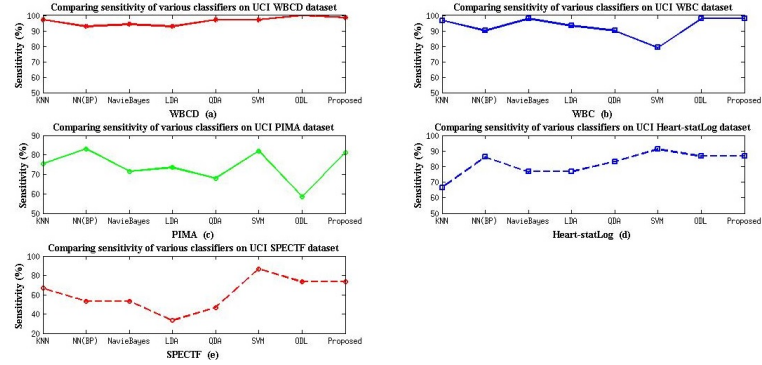 Comparing sensitivity of various classifiers on UCI WBCD dataset
Sensitivity (%)
100
90
80
70
60
50
KNN NN(BP) NavieBayes LDA QDA SVM ODL Proposed
WBCD (a)
Comparing sensitivity of various classifiers on UCI WBC dataset
Sensitivity (%)
100
90
80
70
60
50
KNN NN(BP) NavieBayes LDA QDA SVM ODL Proposed
WBC (b)
Comparing sensitivity of various classifiers on UCI PIMA dataset
Sensitivity (%)
90
80
70
60
50
KNN NN(BP) NavieBayes LDA QDA SVM ODL Proposed
PIMA (c)
Comparing sensitivity of various classifiers on UCI Heart-statLog dataset
Sensitivity (%)
100
90
80
70
60
50
KNN NN(BP) NavieBayes LDA QDA SVM ODL Proposed
Heart-statLog (d)
Comparing sensitivity of various classifiers on UCI SPECTF dataset
Sensitivity (%)
100
80
60
40
20
KNN NN(BP) NavieBayes LDA QDA SVM ODL Proposed
SPECTF (e)